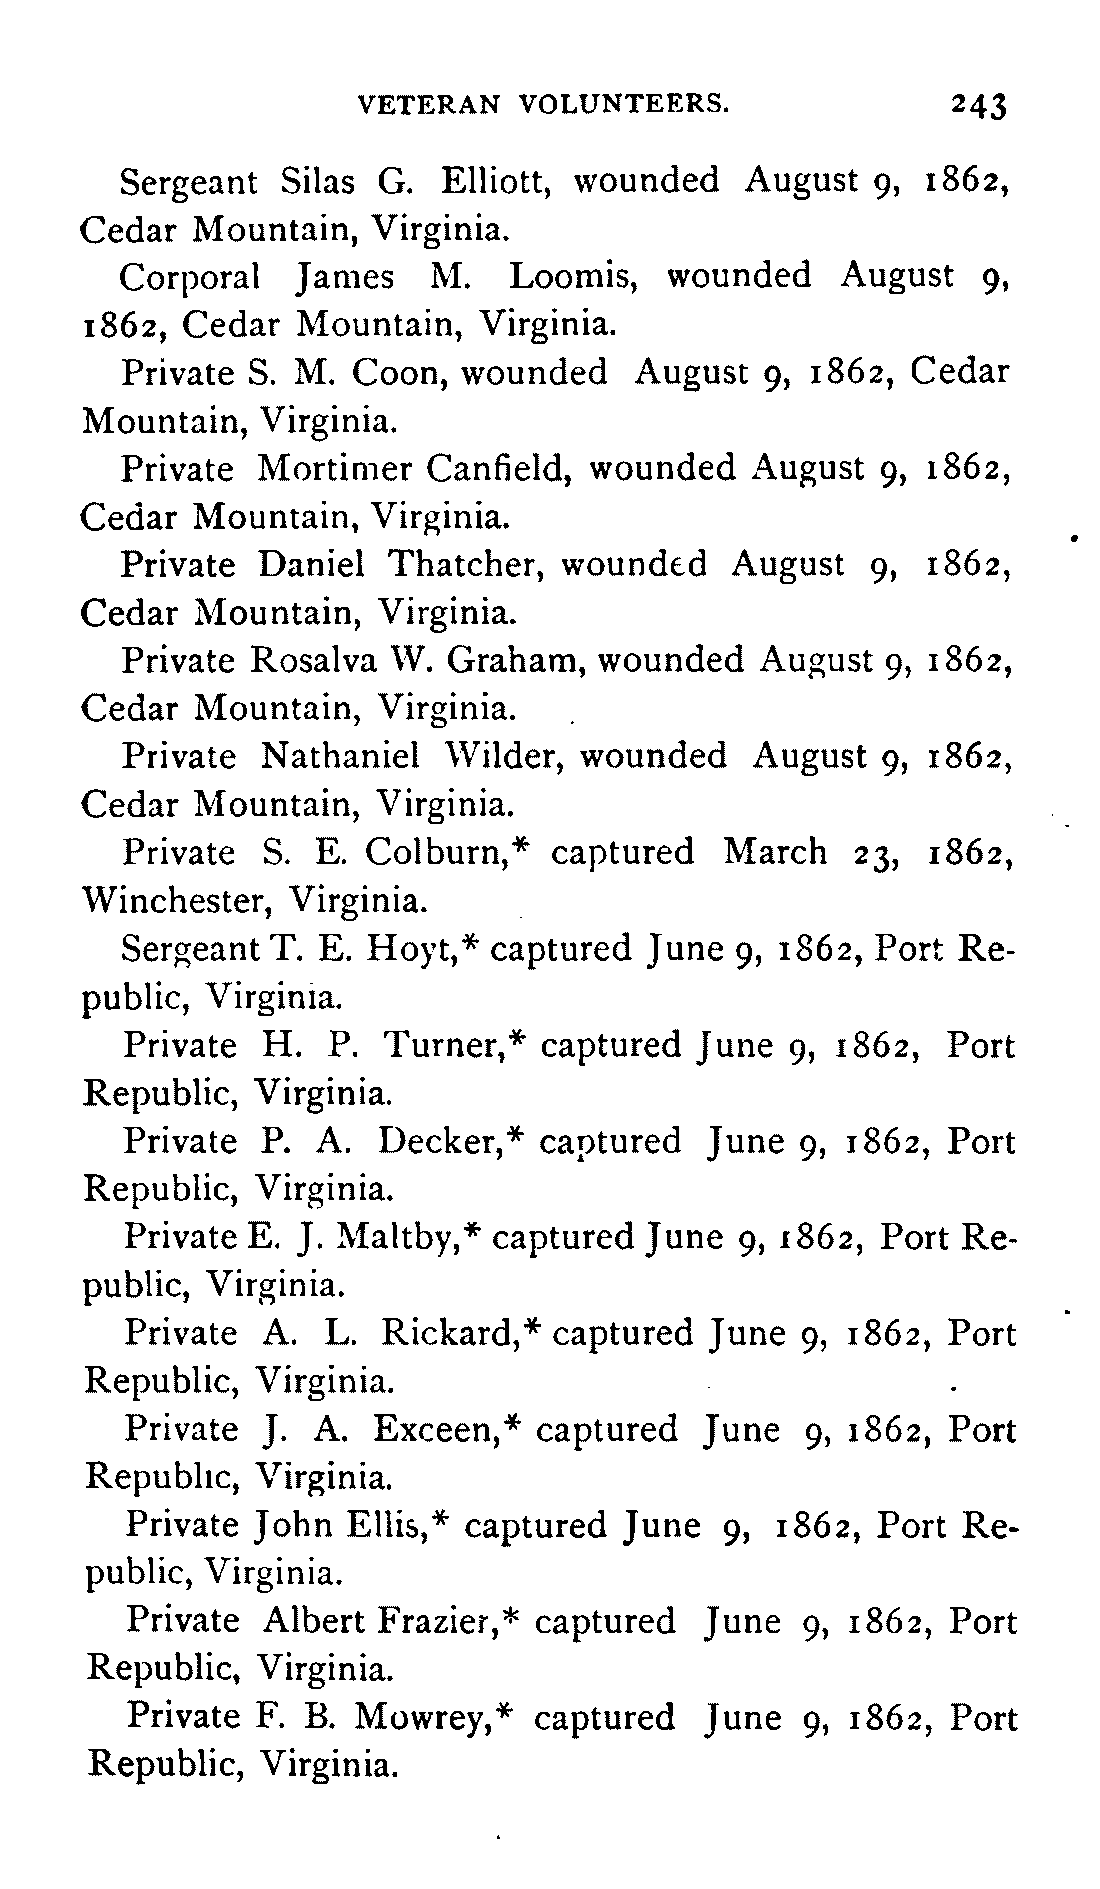 VETERAN VOLUNTEERS. 243
Sergeant Silas G. Elliott, wounded August 9, 1862,
Cedar Mountain, Virginia.
Corporal James M. Loomis, wounded August 9,
1862, Cedar Mountain, Virginia.
Private S. M. Coon, wounded August 9, 1862, Cedar
Mountain, Virginia.
Private Mortimer Canfield, wounded August 9, 1862,
Cedar Mountain, Virginia.
Private Daniel Thatcher, wounded August 9, 1862,
Cedar Mountain, Virginia.
Private Rosalva W. Graham, wounded August 9, 1862,
Cedar Mountain, Virginia.
Private Nathaniel Wilder, wounded August 9, 1862,
Cedar Mountain, Virginia.
Private S. E. Colburn,* captured March 23, 1862,
Winchester, Virginia.
Sergeant T. E. Hoyt,* captured June 9, 1862, Port Re-
public, Virginia.
Private H. P. Turner,* captured June 9, 1862, Port
Republic, Virginia.
Private P. A. Decker,* captured June 9, 1862, Port
Republic, Virginia.
Private E. J. Maltby,* captured June 9, 1862, Port Re-
public, Virginia.
Private A. L. Rickard,* captured June 9, 1862, Port
Republic, Virginia.
Private J. A. Exceen,* captured June 9, 1862, Port
Republic, Virginia.
Private John Ellis,* captured June 9, 1862, Port Re-
public, Virginia.
Private Albert Frazier,* captured June 9, 1862, Port
Republic, Virginia.
Private F. B. Mowrey,* captured June 9, 1862, Port
Republic, Virginia.